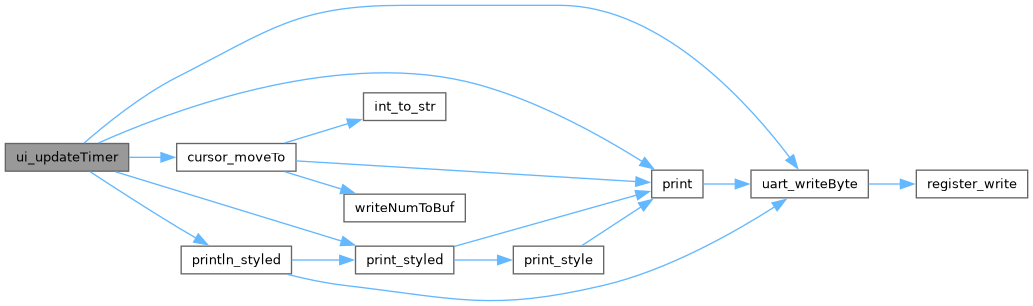 ui_updateTimer
cursor_moveTo
int_to_str
writeNumToBuf
println_styled
print_styled
print_style
print
uart_writeByte
register_write